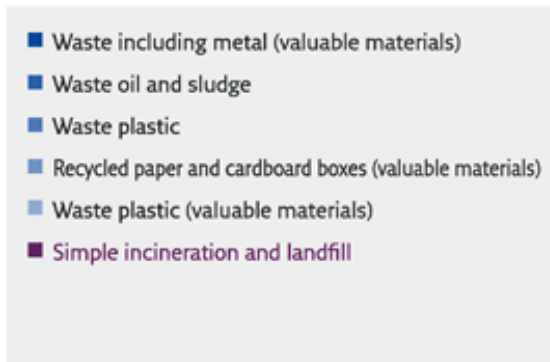 Waste including metal (valuable materials)
Waste oil and sludge
Waste plastic
Recycled paper and cardboard boxes (valuable materials)
Waste plastic (valuable materials)
Simple incineration and landfill